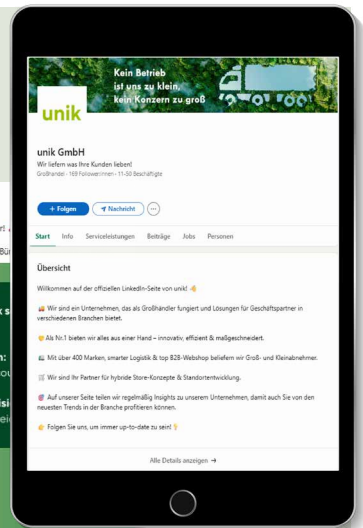 Kein Betrieb
ist uns zu klein,
kein Konzern zu groß
unik
unik GmbH
Wir liefern was Ihre Kunden lieben!
Großhandel · 169 Follower:innen · 11-50 Beschäftigte
+ Folgen
Nachricht
Start Info Serviceleistungen Beiträge Jobs Personen
Übersicht
Willkommen auf der offiziellen LinkedIn-Seite von unik!
Wir sind ein Unternehmen, das als Großhändler fungiert und Lösungen für Geschäftspartner in
verschiedenen Branchen bietet.
Als Nr.1 bieten wir alles aus einer Hand – innovativ, effizient & maßgeschneidert.
Mit über 400 Marken, smarter Logistik & top B2B-Webshop beliefern wir Groß- und Kleinabnehmer.
Wir sind Ihr Partner für hybride Store-Konzepte & Standortentwicklung.
Auf unserer Seite teilen wir regelmäßig Insights zu unserem Unternehmen, damit auch Sie von den
neuesten Trends in der Branche profitieren können.
Folgen Sie uns, um immer up-to-date zu sein!
Alle Details anzeigen →